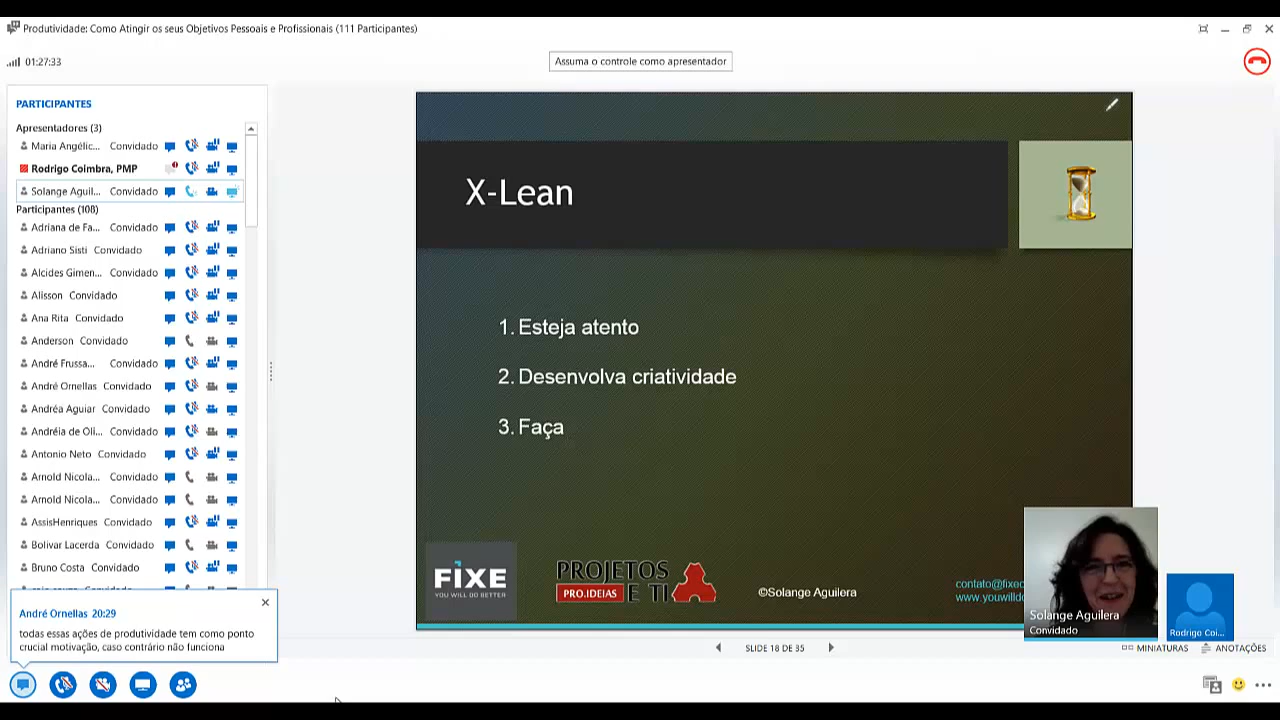 Produtividade: Como Atingir os seus Objetivos Pessoais e Profissionais (111 Participantes)
01:27:33
Assuma o controle como apresentador
PARTICIPANTES
Apresentadores (3)
Maria Angélic... Convidado
Rodrigo Coimbra, PMP
Solange Aguil... Convidado
Participantes (108)
Adriana de Fa... Convidado
Adriano Sisti Convidado
Alcides Gimen... Convidado
Alisson Convidado
Ana Rita Convidado
Anderson Convidado
André Frussa... Convidado
André Ornellas Convidado
Andréa Aguiar Convidado
Andréia de Oli... Convidado
Antonio Neto Convidado
Arnold Nicola... Convidado
Arnold Nicola... Convidado
AssisHenriques Convidado
Bolivar Lacerda Convidado
Bruno Costa Convidado
André Ornellas 20:29
todas essas ações de produtividade tem como ponto
crucial motivação, caso contrário não funciona
X-Lean
1. Esteja atento
2. Desenvolva criatividade
3. Faça
FIXE
YOU WILL DO BETTER
PROJETOS
PRO.IDEIAS E TI
©Solange Aguilera
contato@fixec
www.youwilldo
Solange Aguilera
Convidado
Rodrigo Coi...
SLIDE 18 DE 35
MINIATURAS
ANOTAÇÕES